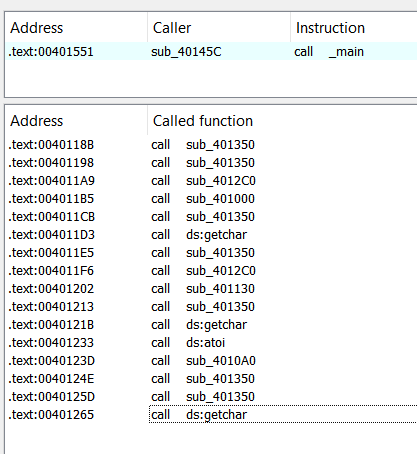 Address Caller Instruction
.text:00401551 sub_40145C call _main
Address Called function
.text:0040118B call sub_401350
.text:00401198 call sub_401350
.text:004011A9 call sub_4012C0
.text:004011B5 call sub_401000
.text:004011CB call sub_401350
.text:004011D3 call ds:getchar
.text:004011E5 call sub_401350
.text:004011F6 call sub_4012C0
.text:00401202 call sub_401130
.text:00401213 call sub_401350
.text:0040121B call ds:getchar
.text:00401233 call ds:atoi
.text:0040123D call sub_4010A0
.text:0040124E call sub_401350
.text:0040125D call sub_401350
.text:00401265 call ds:getchar